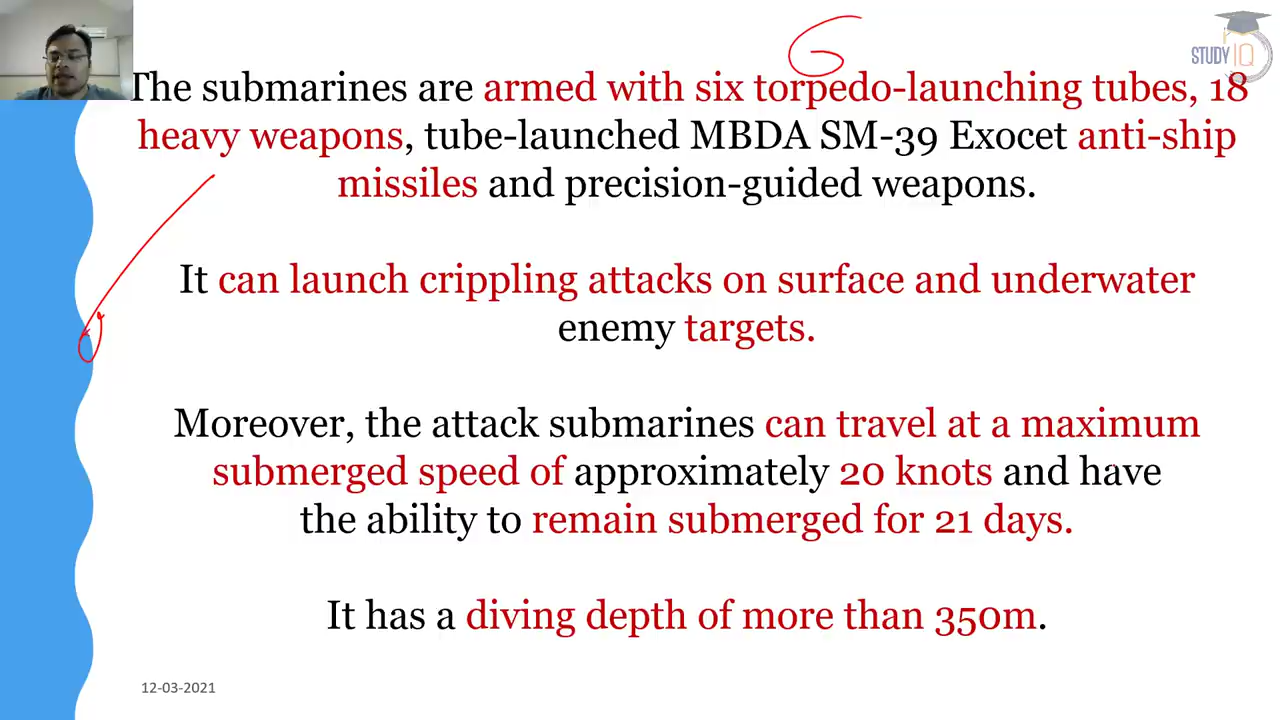 STUDY IQ
The submarines are armed with six torpedo-launching tubes, 18
heavy weapons, tube-launched MBDA SM-39 Exocet anti-ship
missiles and precision-guided weapons.
It can launch crippling attacks on surface and underwater
enemy targets.
Moreover, the attack submarines can travel at a maximum
submerged speed of approximately 20 knots and have
the ability to remain submerged for 21 days.
It has a diving depth of more than 350m.
12-03-2021